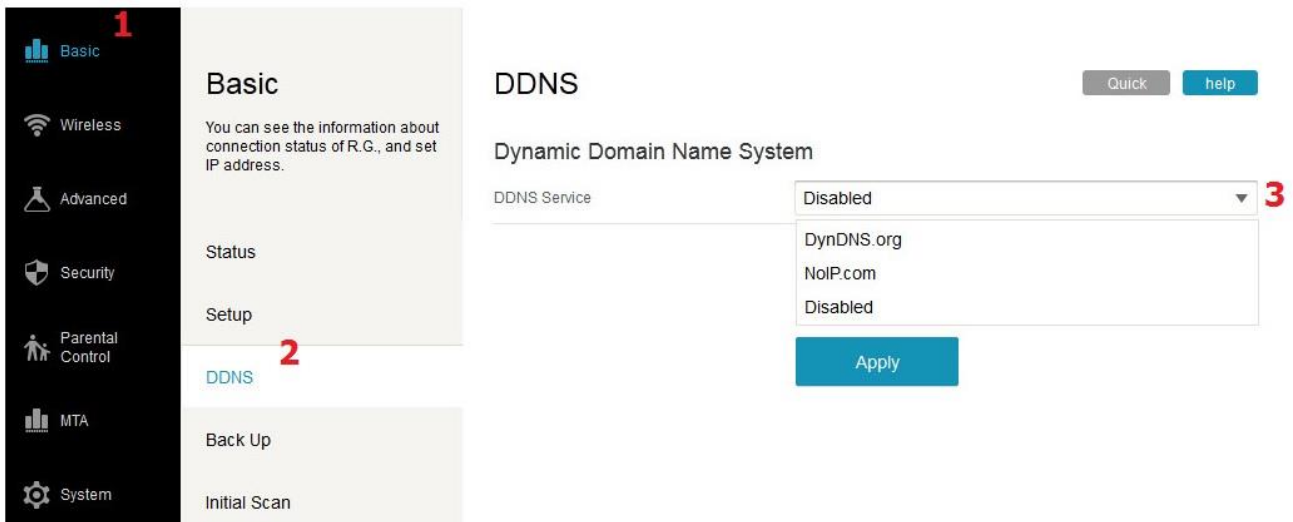 1
Basic
Wireless
Advanced
Security
Parental
Control
MTA
System
Basic
You can see the information about
connection status of R.G., and set
IP address.
Status
Setup
2
DDNS
Back Up
Initial Scan
DDNS
Quick
help
Dynamic Domain Name System
DDNS Service
Disabled
3
DynDNS.org
NoIP.com
Disabled
Apply